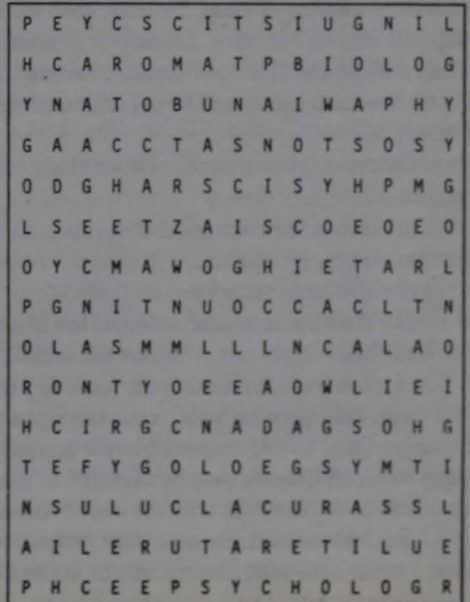 P E Y C S C I T S I U G N I L
H C A R O M A T P B I O L O G
Y N A T O B U N A I W A P H Y
G A A C C T A S N O T S O S Y
O D G H A R S C I S Y H P M G
L S E E T Z A I S C O E O E O
O Y C M A W O G H I E T A R L
P G N I T N U O C C A C L T N
O L A S M M L L L N C A L A O
R O N T Y O E E A O W L I E I
H C I R G C N A D A G S O H G
T E F Y G O L O E G S Y M T I
N S U L U C L A C U R A S S L
A I L E R U T A R E T I L U E
P H C E E P S Y C H O L O G R